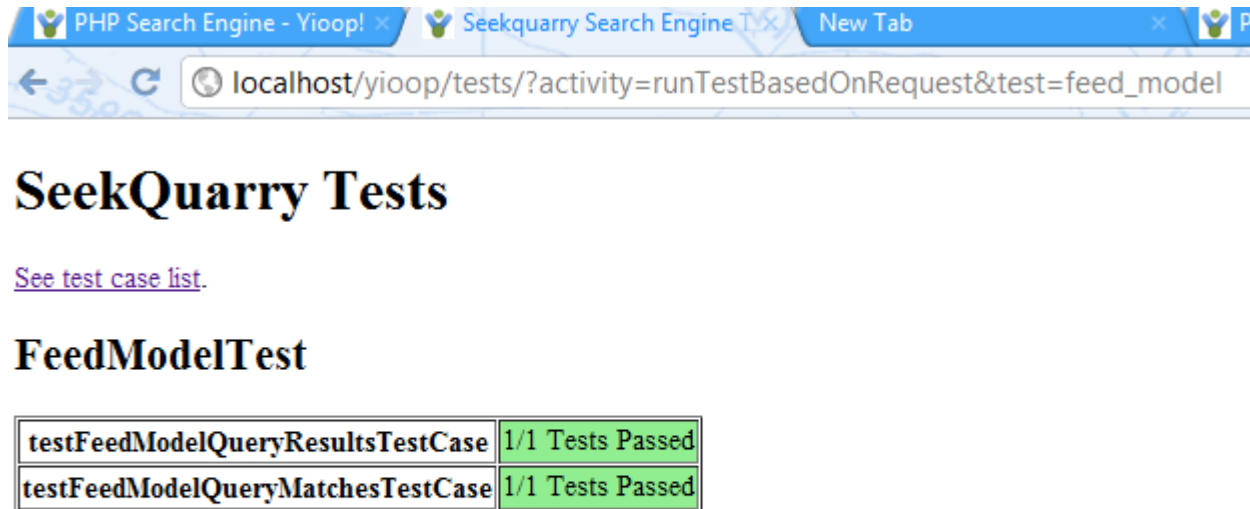 PHP Search Engine - Yioop! Seekquarry Search Engine T New Tab P
localhost/yioop/tests/?activity=runTestBasedOnRequest&test=feed_model
SeekQuarry Tests
See test case list.
FeedModelTest
testFeedModelQueryResultsTestCase 1/1 Tests Passed
testFeedModelQueryMatchesTestCase 1/1 Tests Passed